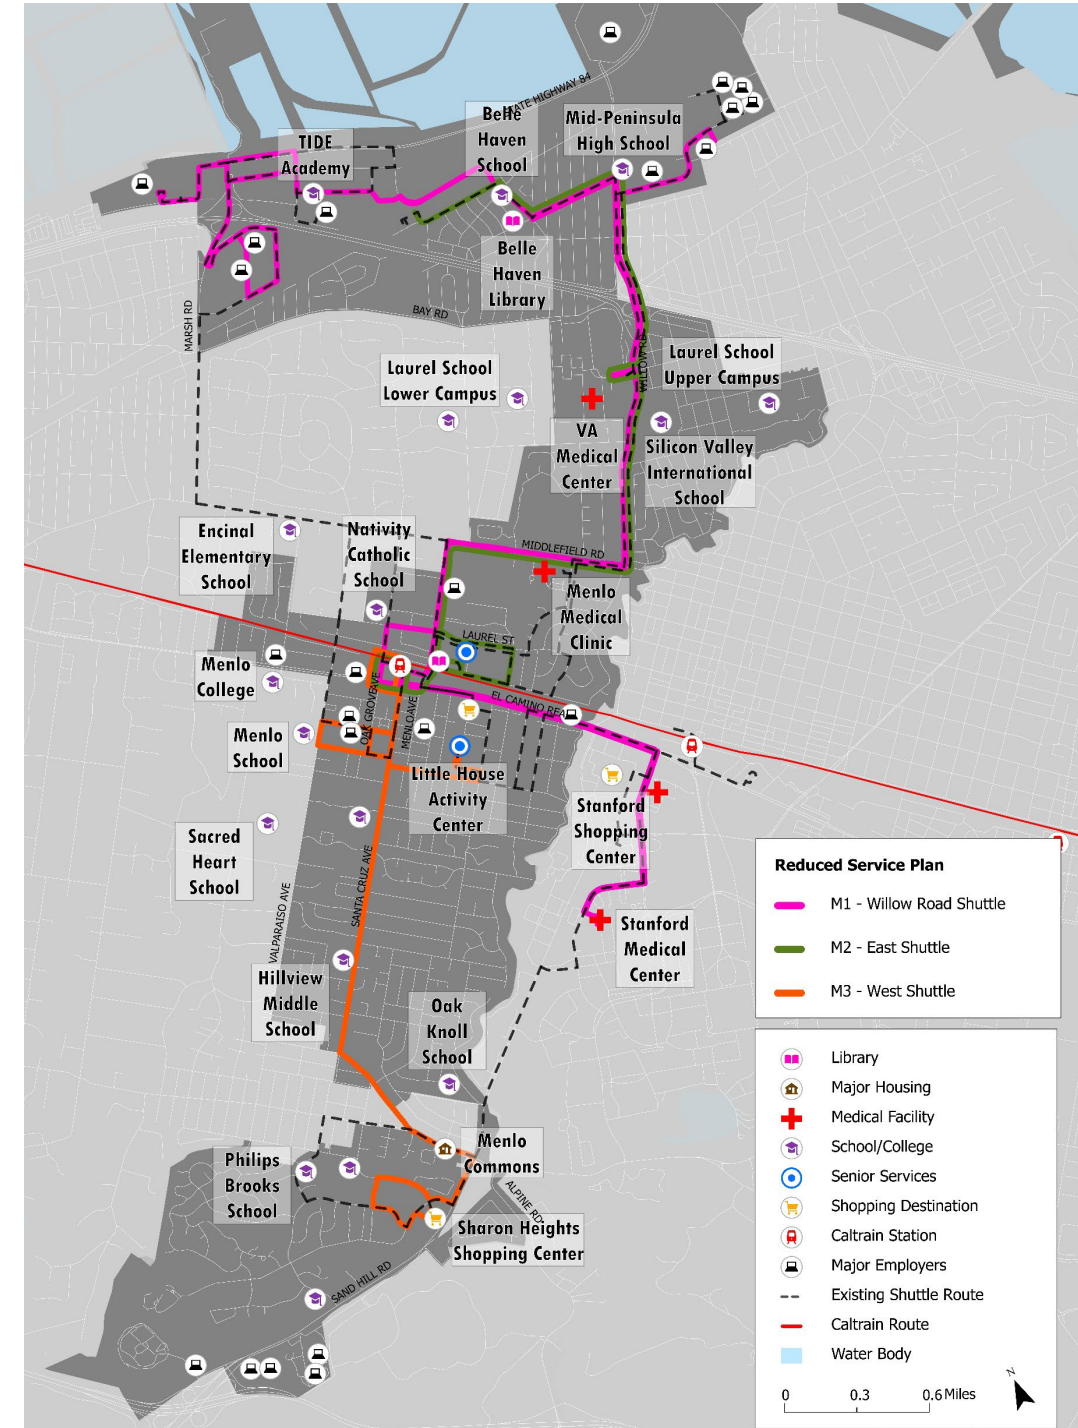 STATE HIGHWAY 84
Belle
Haven
School
Mid-Peninsula
High School
TIDE
Academy
Belle
Haven
Library
MARSH RD
BAY RD
WILLOW RD
Laurel School
Lower Campus
Laurel School
Upper Campus
VA
Medical
Center
Silicon Valley
International
School
Encinal
Elementary
School
Nativity
Catholic
School
MIDDLEFIELD RD
Menlo
Medical
Clinic
LAUREL ST
Menlo
College
OAK GROVE AVE
MENLO AVE
EL CAMINO REAL
Menlo
School
Little House
Activity
Center
Stanford
Shopping
Center
Sacred
Heart
School
SANTA CRUZ AVE
VALPARAISO AVE
Stanford
Medical
Center
Hillview
Middle
School
Oak
Knoll
School
Menlo
Commons
Philips
Brooks
School
ALPINE RD
Sharon Heights
Shopping Center
SAND HILL RD
Reduced Service Plan
M1 - Willow Road Shuttle
M2 - East Shuttle
M3 - West Shuttle
Library
Major Housing
Medical Facility
School/College
Senior Services
Shopping Destination
Caltrain Station
Major Employers
Existing Shuttle Route
Caltrain Route
Water Body
N
0 0.3 0.6 Miles